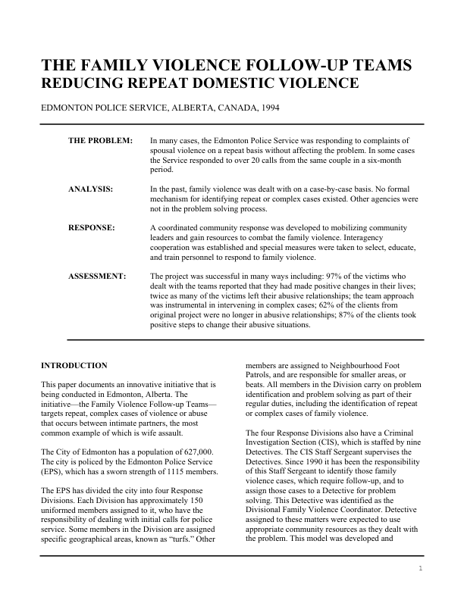 THE FAMILY VIOLENCE FOLLOW-UP TEAMS
REDUCING REPEAT DOMESTIC VIOLENCE
EDMONTON POLICE SERVICE, ALBERTA, CANADA, 1994
THE PROBLEM:
In many cases, the Edmonton Police Service was responding to complaints of
spousal violence on a repeat basis without affecting the problem. In some cases
the Service responded to over 20 calls from the same couple in a six-month
period.
ANALYSIS:
In the past, family violence was dealt with on a case-by-case basis. No formal
mechanism for identifying repeat or complex cases existed. Other agencies were
not in the problem solving process.
RESPONSE:
A coordinated community response was developed to mobilizing community
leaders and gain resources to combat the family violence. Interagency
cooperation was established and special measures were taken to select, educate,
and train personnel to respond to family violence.
ASSESSMENT:
The project was successful in many ways including: 97% of the victims who
dealt with the teams reported that they had made positive changes in their lives;
twice as many of the victims left their abusive relationships; the team approach
was instrumental in intervening in complex cases; 62% of the clients from
original project were no longer in abusive relationships; 87% of the clients took
positive steps to change their abusive situations.
INTRODUCTION
This paper documents an innovative initiative that is
being conducted in Edmonton, Alberta. The
initiative—the Family Violence Follow-up Teams—
targets repeat, complex cases of violence or abuse
that occurs between intimate partners, the most
common example of which is wife assault.
The City of Edmonton has a population of 627,000.
The city is policed by the Edmonton Police Service
(EPS), which has a sworn strength of 1115 members.
The EPS has divided the city into four Response
Divisions. Each Division has approximately 150
uniformed members assigned to it, who have the
responsibility of dealing with initial calls for police
service. Some members in the Division are assigned
specific geographical areas, known as “turfs.” Other
members are assigned to Neighbourhood Foot
Patrols, and are responsible for smaller areas, or
beats. All members in the Division carry on problem
identification and problem solving as part of their
regular duties, including the identification of repeat
or complex cases of family violence.
The four Response Divisions also have a Criminal
Investigation Section (CIS), which is staffed by nine
Detectives. The CIS Staff Sergeant supervises the
Detectives. Since 1990 it has been the responsibility
of this Staff Sergeant to identify those family
violence cases, which require follow-up, and to
assign those cases to a Detective for problem
solving. This Detective was identified as the
Divisional Family Violence Coordinator. Detective
assigned to these matters were expected to use
appropriate community resources as they dealt with
the problem. This model was developed and
1